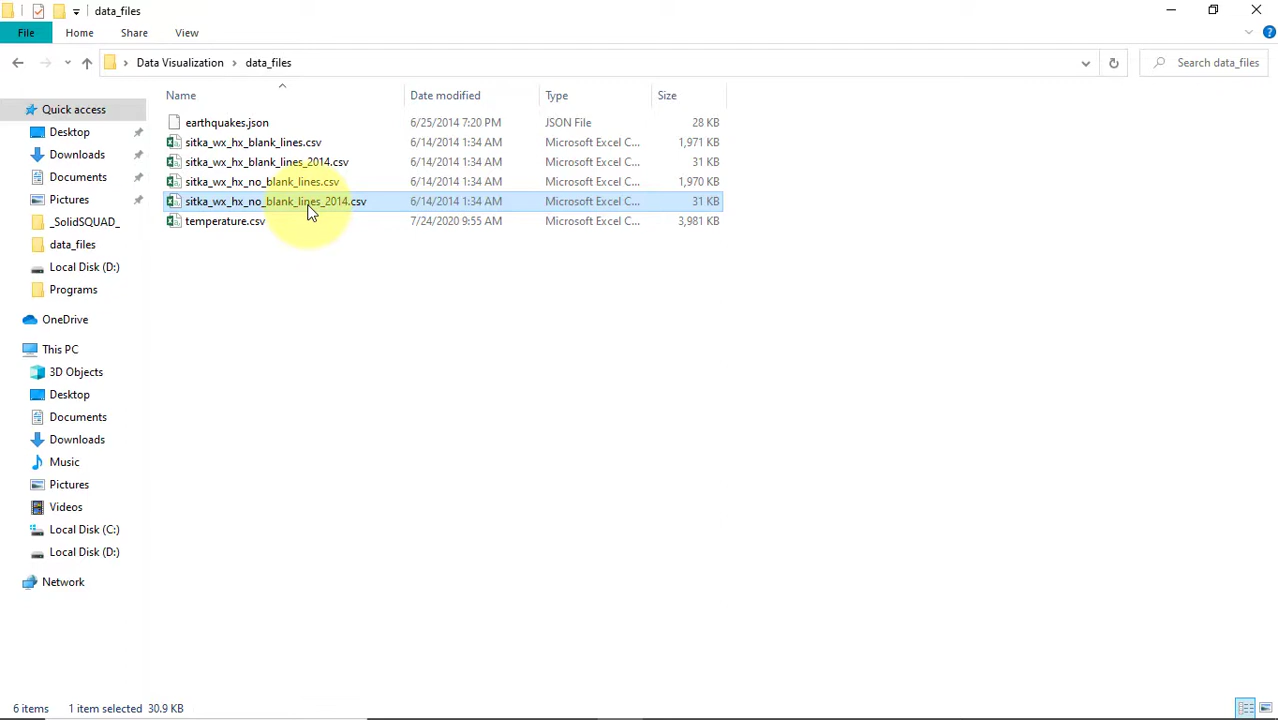 data_files
File Home Share View
Data Visualization data_files Search data_files
Name Date modified Type Size
Quick access
Desktop
Downloads
Documents
Pictures
_SolidSQUAD_
data_files
Local Disk (D:)
Programs
OneDrive
This PC
3D Objects
Desktop
Documents
Downloads
Music
Pictures
Videos
Local Disk (C:)
Local Disk (D:)
Network
earthquakes.json 6/25/2014 7:20 PM JSON File 28 KB
sitka_wx_hx_blank_lines.csv 6/14/2014 1:34 AM Microsoft Excel C... 1,971 KB
sitka_wx_hx_blank_lines_2014.csv 6/14/2014 1:34 AM Microsoft Excel C... 31 KB
sitka_wx_hx_no_blank_lines.csv 6/14/2014 1:34 AM Microsoft Excel C... 1,970 KB
sitka_wx_hx_no_blank_lines_2014.csv 6/14/2014 1:34 AM Microsoft Excel C... 31 KB
temperature.csv 7/24/2020 9:55 AM Microsoft Excel C... 3,981 KB
6 items 1 item selected 30.9 KB